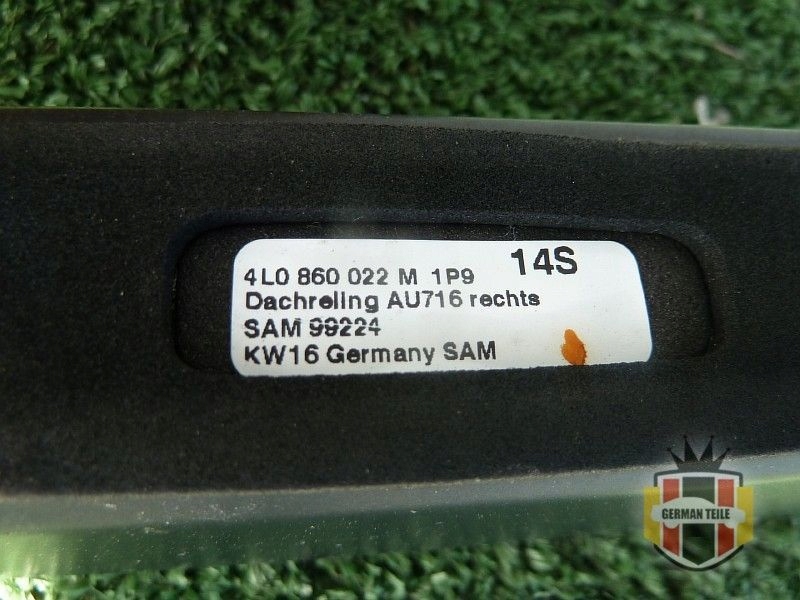 4L0 860 022 M 1P9 14S
Dachreling AU716 rechts
SAM 99224
KW16 Germany SAM
GERMAN TEILE